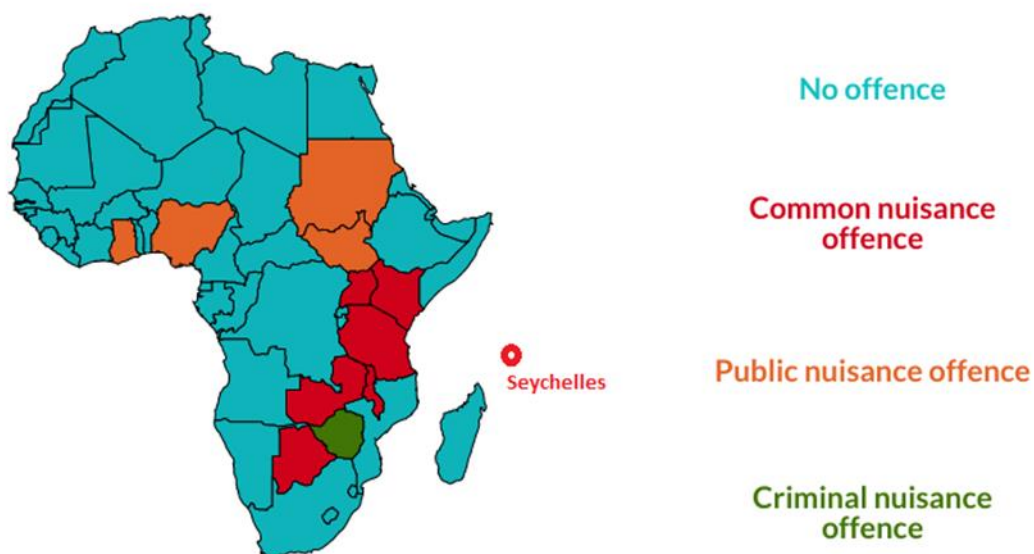 No offence
Common nuisance
offence
Seychelles
Public nuisance offence
Criminal nuisance
offence